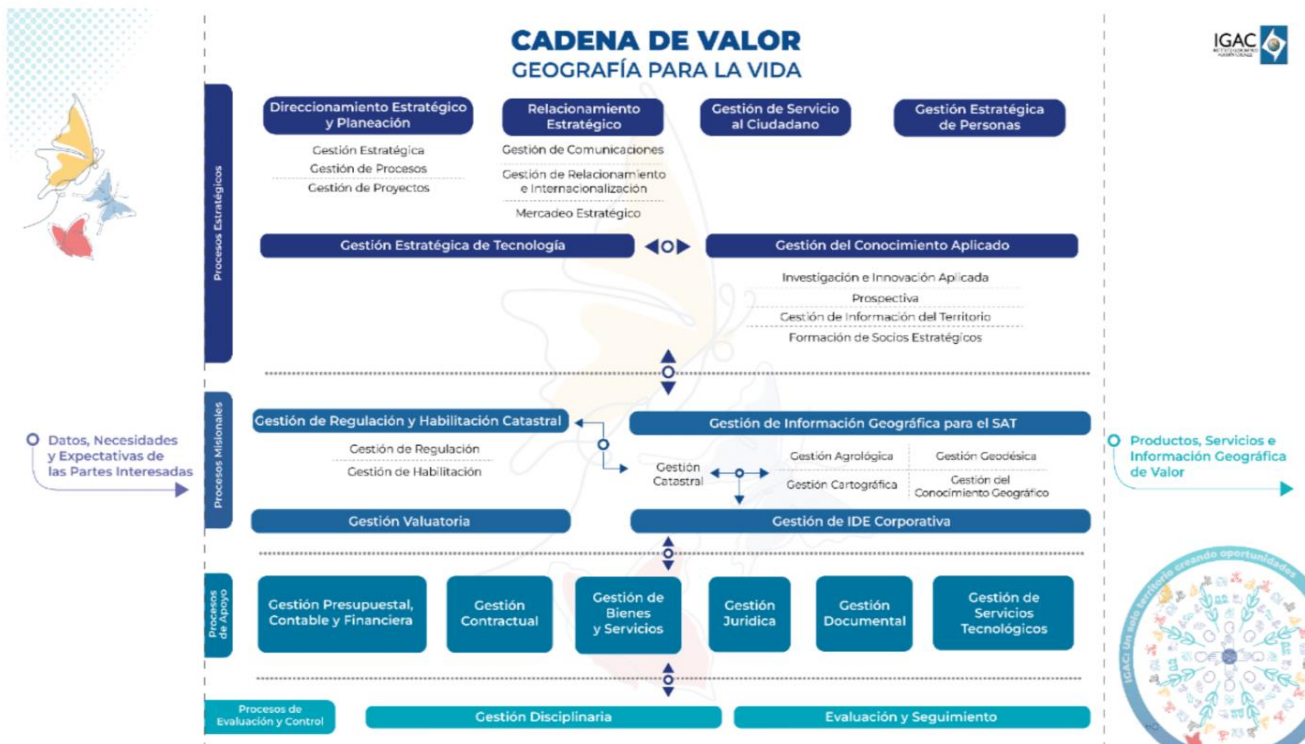 CADENA DE VALOR
GEOGRAFÍA PARA LA VIDA
IGAC
Procesos Estratégicos
Direccionamiento Estratégico
y Planeación
Gestión Estratégica
Gestión de Procesos
Gestión de Proyectos
Relacionamiento
Estratégico
Gestión de Comunicaciones
Gestión de Relacionamiento
e Internacionalización
Mercadeo Estratégico
Gestión de Servicio
al Ciudadano
Gestión Estratégica
de Personas
Gestión Estratégica de Tecnología
Gestión del Conocimiento Aplicado
Investigación e Innovación Aplicada
Prospectiva
Gestión de Información del Territorio
Formación de Socios Estratégicos
Datos, Necesidades
y Expectativas de
las Partes Interesadas
Procesos Misionales
Gestión de Regulación y Habilitación Catastral
Gestión de Regulación
Gestión de Habilitación
Gestión de Información Geográfica para el SAT
Gestión
Catastral
Gestión Agrológica
Gestión Geodésica
Gestión Cartográfica
Gestión del
Conocimiento Geográfico
Gestión Valuatoria
Gestión de IDE Corporativa
Productos, Servicios e
Información Geográfica
de Valor
Procesos
de Apoyo
Gestión Presupuestal,
Contable y Financiera
Gestión
Contractual
Gestión de
Bienes
y Servicios
Gestión
Juridica
Gestión
Documental
Gestión de
Servicios
Tecnológicos
Procesos de
Evaluación y Control
Gestión Disciplinaria
Evaluación y Seguimiento
IGAC: Un solo territorio creando oportunidades